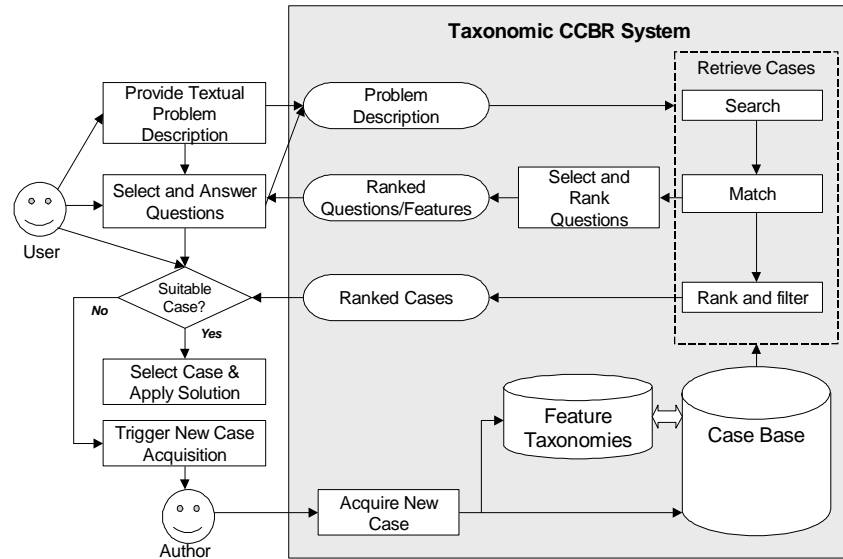 Taxonomic CCBR System
Retrieve Cases
Provide Textual
Problem
Description
Problem
Description
Search
Select and Answer
Questions
Ranked
Questions/Features
Select and
Rank
Questions
Match
User
Suitable
Case?
Ranked Cases
Rank and filter
No
Yes
Select Case &
Apply Solution
Feature
Taxonomies
Case Base
Trigger New Case
Acquisition
Acquire New
Case
Author